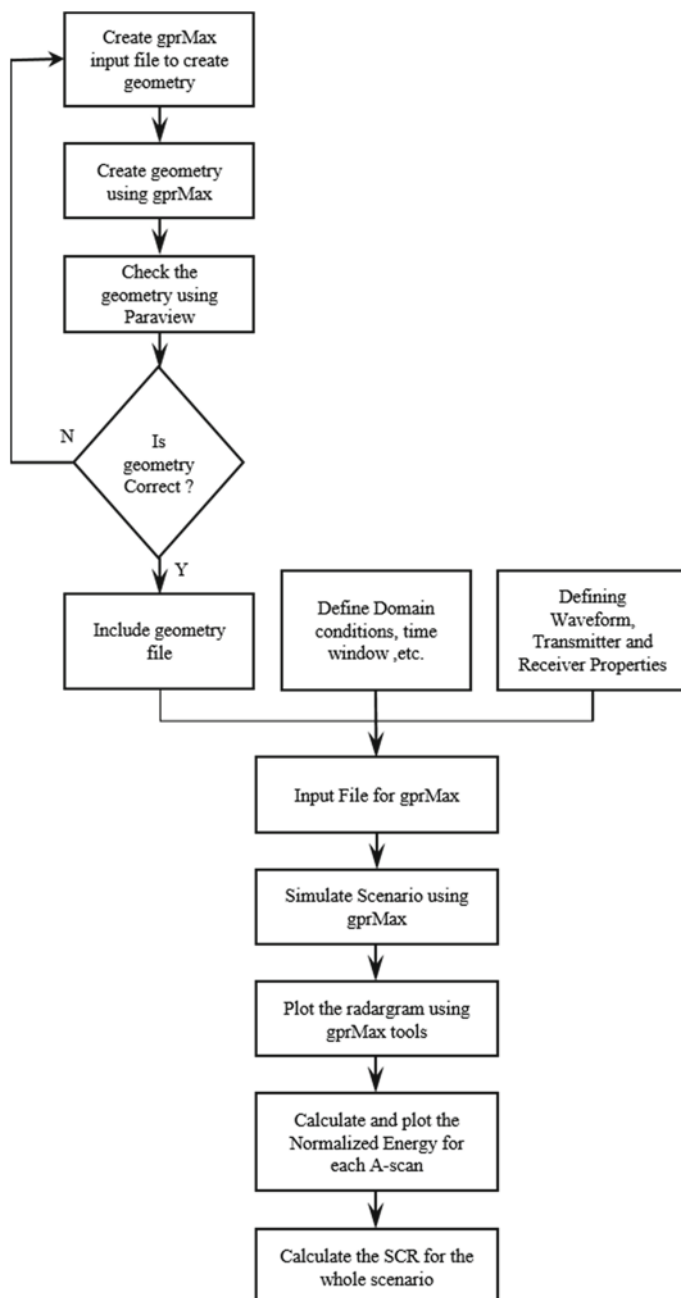 Create gprMax
input file to create
geometry
Create geometry
using gprMax
Check the
geometry using
Paraview
N
Is
geometry
Correct ?
Y
Include geometry
file
Define Domain
conditions, time
window ,etc.
Defining
Waveform,
Transmitter and
Receiver Properties
Input File for gprMax
Simulate Scenario using
gprMax
Plot the radargram using
gprMax tools
Calculate and plot the
Normalized Energy for
each A-scan
Calculate the SCR for the
whole scenario